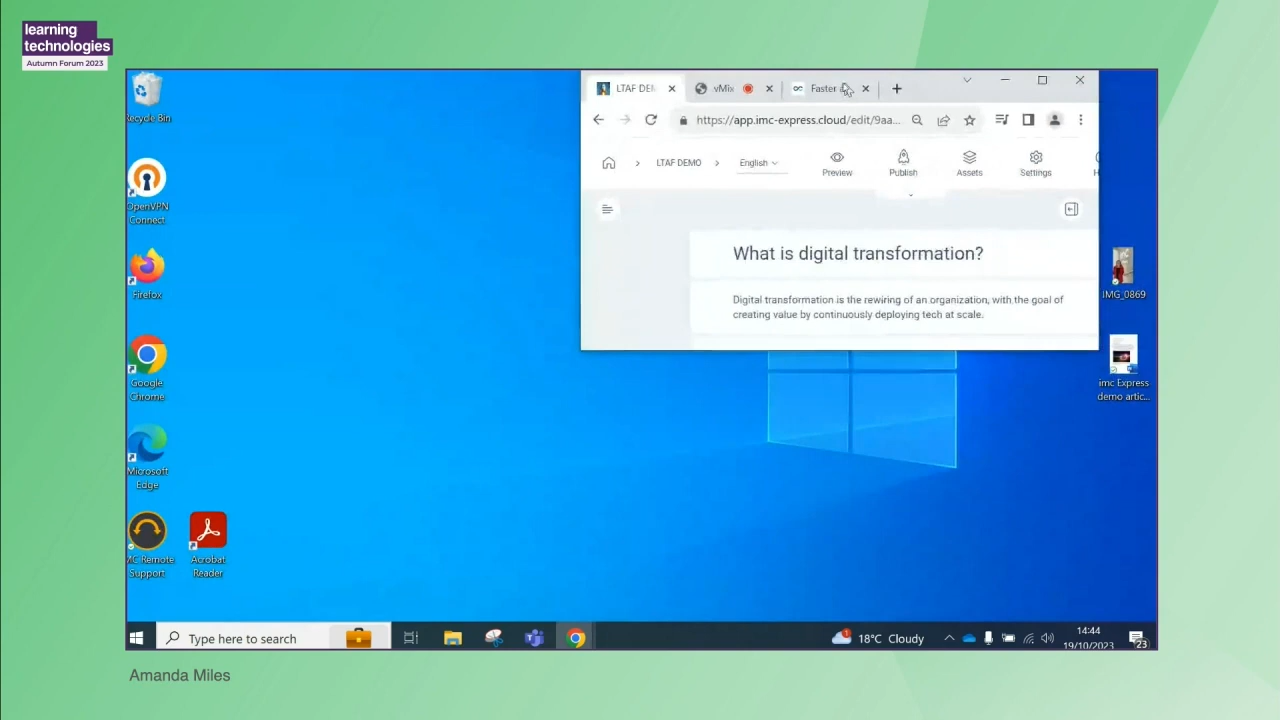 learning
technologies
Autumn Forum 2023
Recycle Bin
OpenVPN
Connect
Firefox
Google
Chrome
Microsoft
Edge
MC Remote
Support
Acrobat
Reader
LTAF DEM
vMix
Faster
https://app.imc-express.cloud/edit/9aa...
LTAF DEMO
English
Preview
Publish
Assets
Settings
What is digital transformation?
Digital transformation is the rewiring of an organization, with the goal of
creating value by continuously deploying tech at scale.
IMG_0869
imc Express
demo artic...
Type here to search
18°C Cloudy
14:44
19/10/2023
23
Amanda Miles